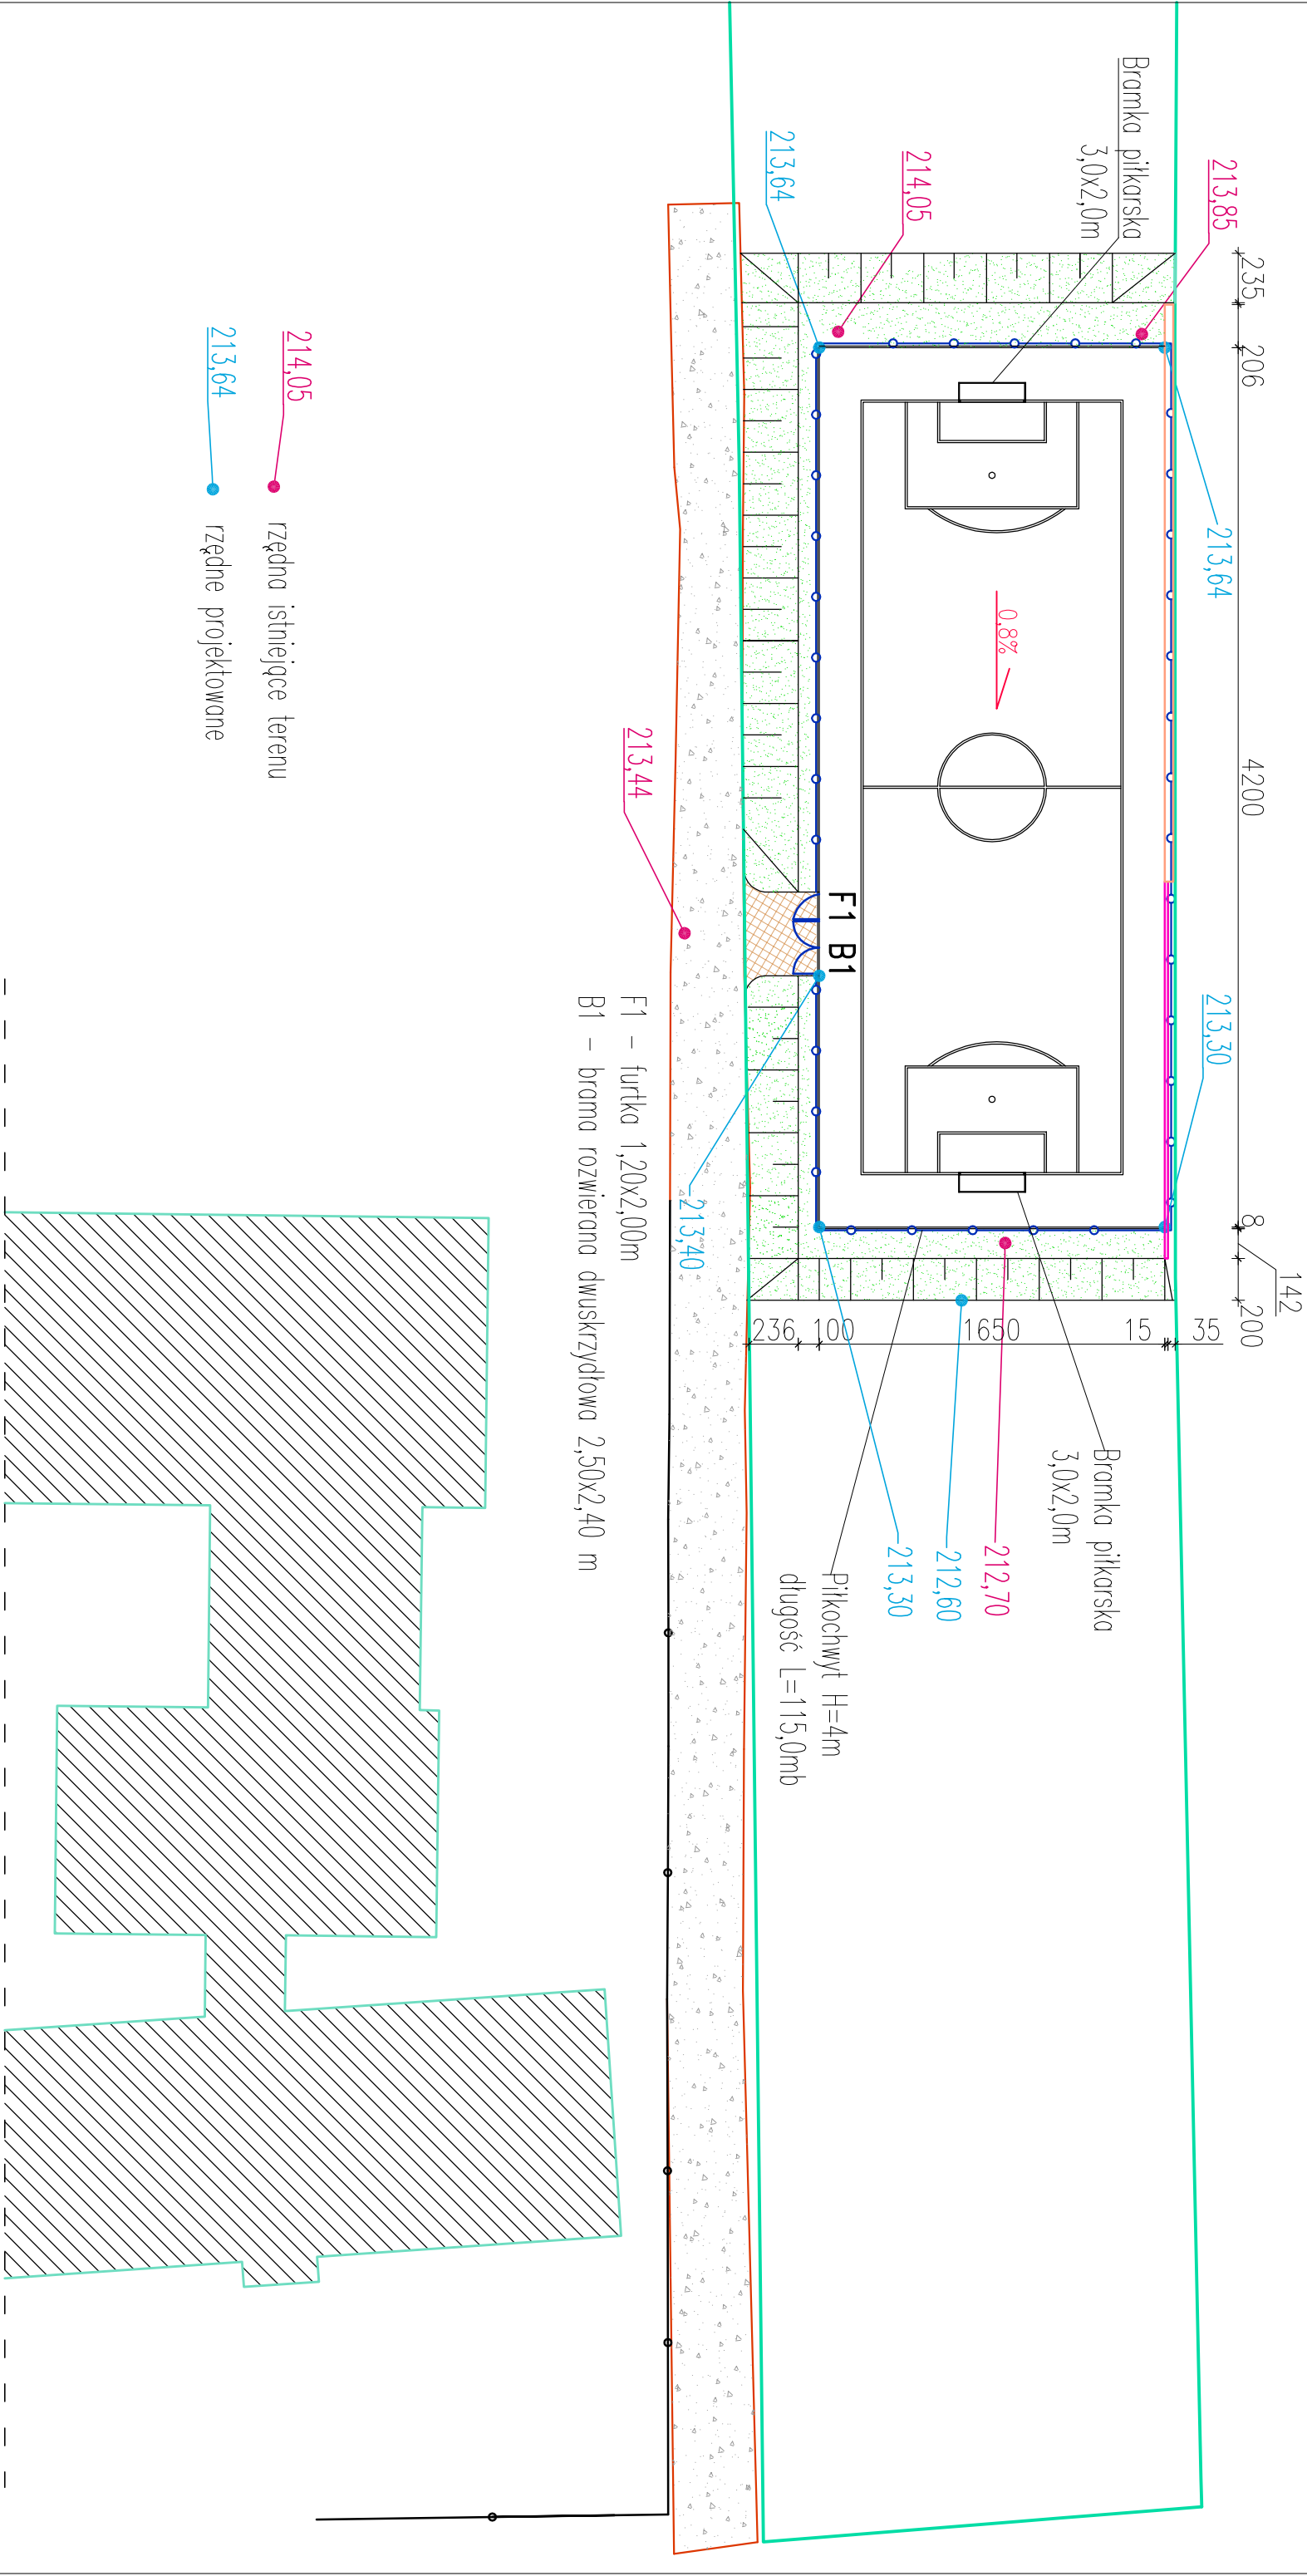 235
206
4200
8
142
200
Bramka piłkarska
3,0x2,0m
213,85
214,05
213,64
213,64
0,8%
213,30
F1 B1
35
15
1650
100
236
Bramka piłkarska
3,0x2,0m
212,70
212,60
213,30
Piłkochwyt H=4m
długość L=115,0mb
213,40
213,44
F1 – furtka 1,20x2,00m
B1 – brama rozwierana dwuskrzydłowa 2,50x2,40 m
214,05
rzędna istniejące terenu
213,64
rzędne projektowane